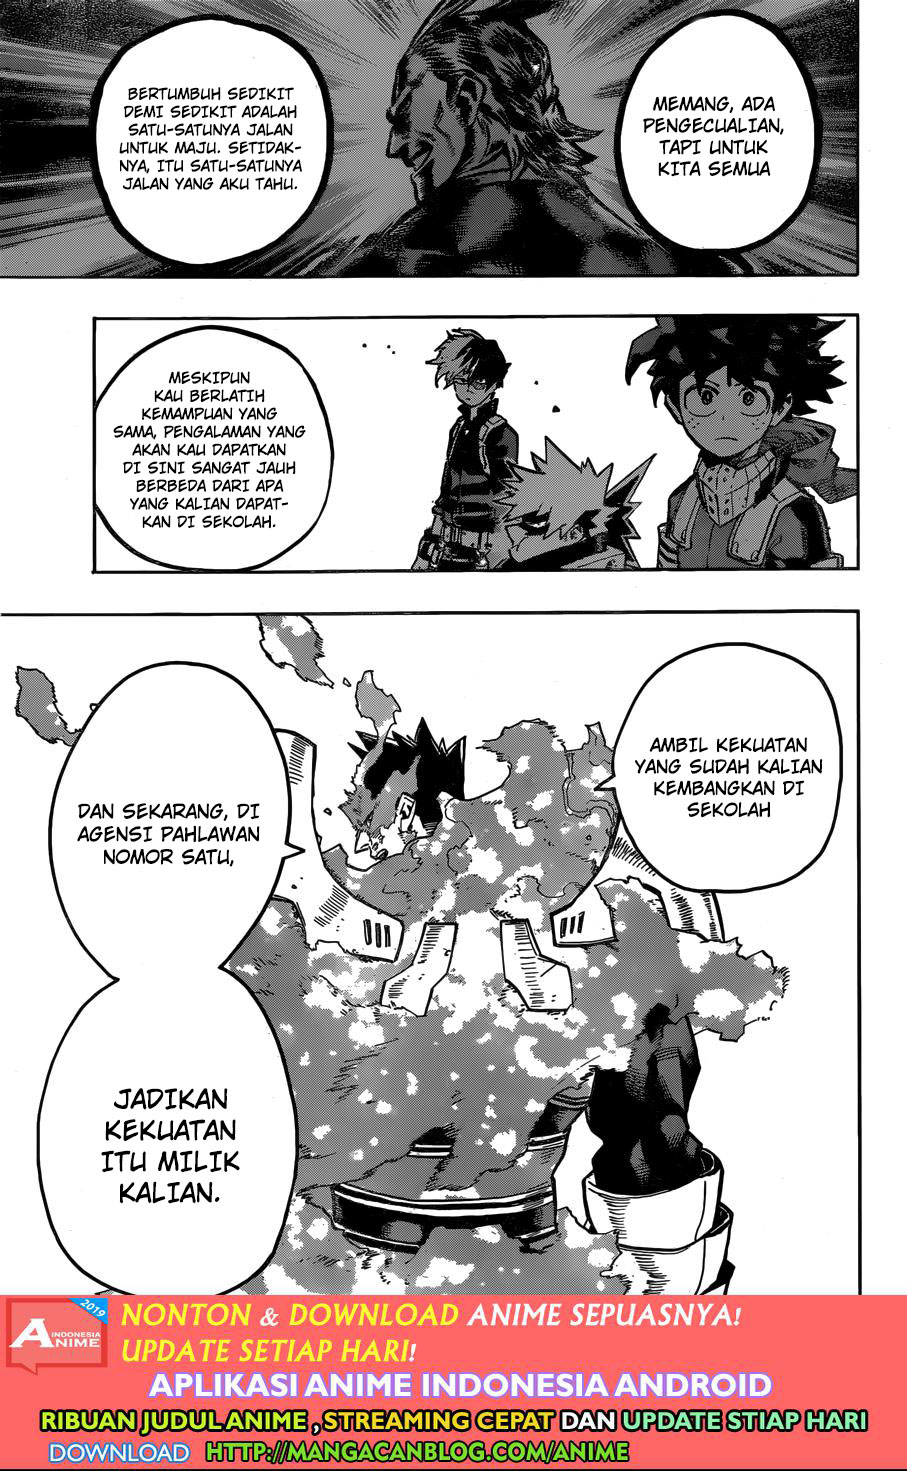 MEMANG, ADA
PENGECUALIAN,
TAPI UNTUK
KITA SEMUA
BERTUMBUH SEDIKIT
DEMI SEDIKIT ADALAH
SATU-SATUNYA JALAN
UNTUK MAJU. SETIDAK-
NYA, ITU SATU-SATUNYA
JALAN YANG AKU TAHU.
MESKIPUN
KAU BERLATIH
KEMAMPUAN YANG
SAMA, PENGALAMAN YANG
AKAN KAU DAPATKAN
DI SINI SANGAT JAUH
BERBEDA DARI APA
YANG KALIAN DAPAT-
KAN DI SEKOLAH.
AMBIL KEKUATAN
YANG SUDAH KALIAN
KEMBANGKAN DI
SEKOLAH
DAN SEKARANG, DI
AGENSI PAHLAWAN
NOMOR SATU,
JADIKAN
KEKUATAN
ITU MILIK
KALIAN.
2019
INDONESIA
ANIME
NONTON & DOWNLOAD ANIME SEPUASNYA!
UPDATE SETIAP HARI!
APLIKASI ANIME INDONESIA ANDROID
RIBUAN JUDUL ANIME , STREAMING CEPAT DAN UPDATE STIAP HARI
DOWNLOAD HTTP://MANGACANBLOG.COM/ANIME